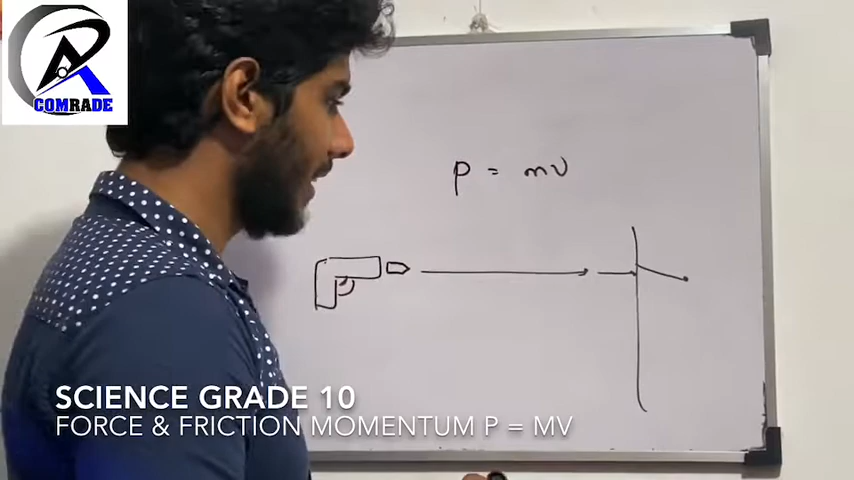 COMRADE
p = mv
SCIENCE GRADE 10
FORCE & FRICTION MOMENTUM P = MV